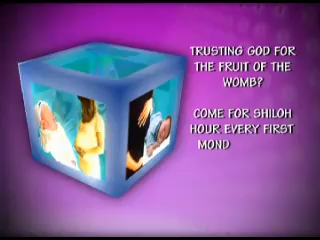 TRUSTING GOD FOR
THE FRUIT OF THE
WOMB?
COME FOR SHILOH
HOUR EVERY FIRST
MOND